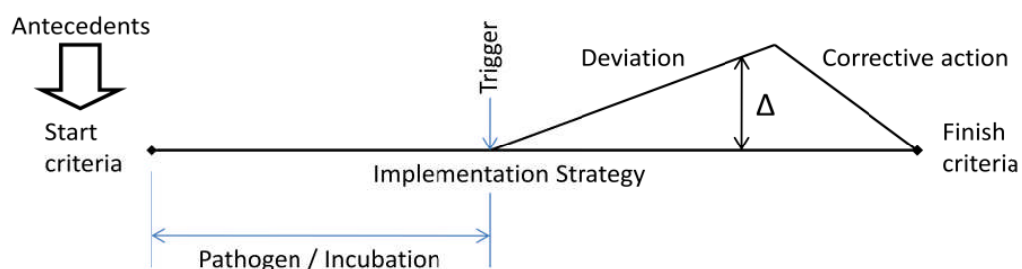 Antecedents
Start
criteria
Trigger
Deviation
Corrective action
Δ
Finish
criteria
Implementation Strategy
Pathogen / Incubation